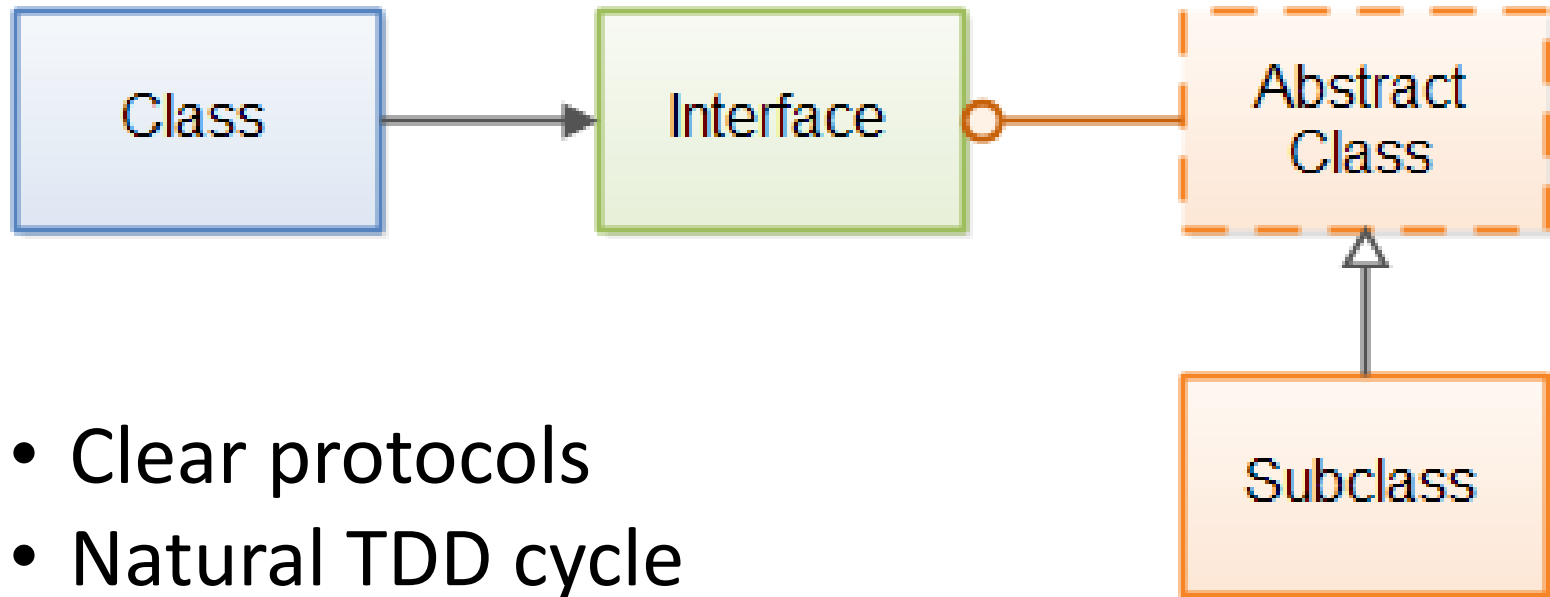 Class
Interface
Abstract
Class
Subclass
• Clear protocols
• Natural TDD cycle